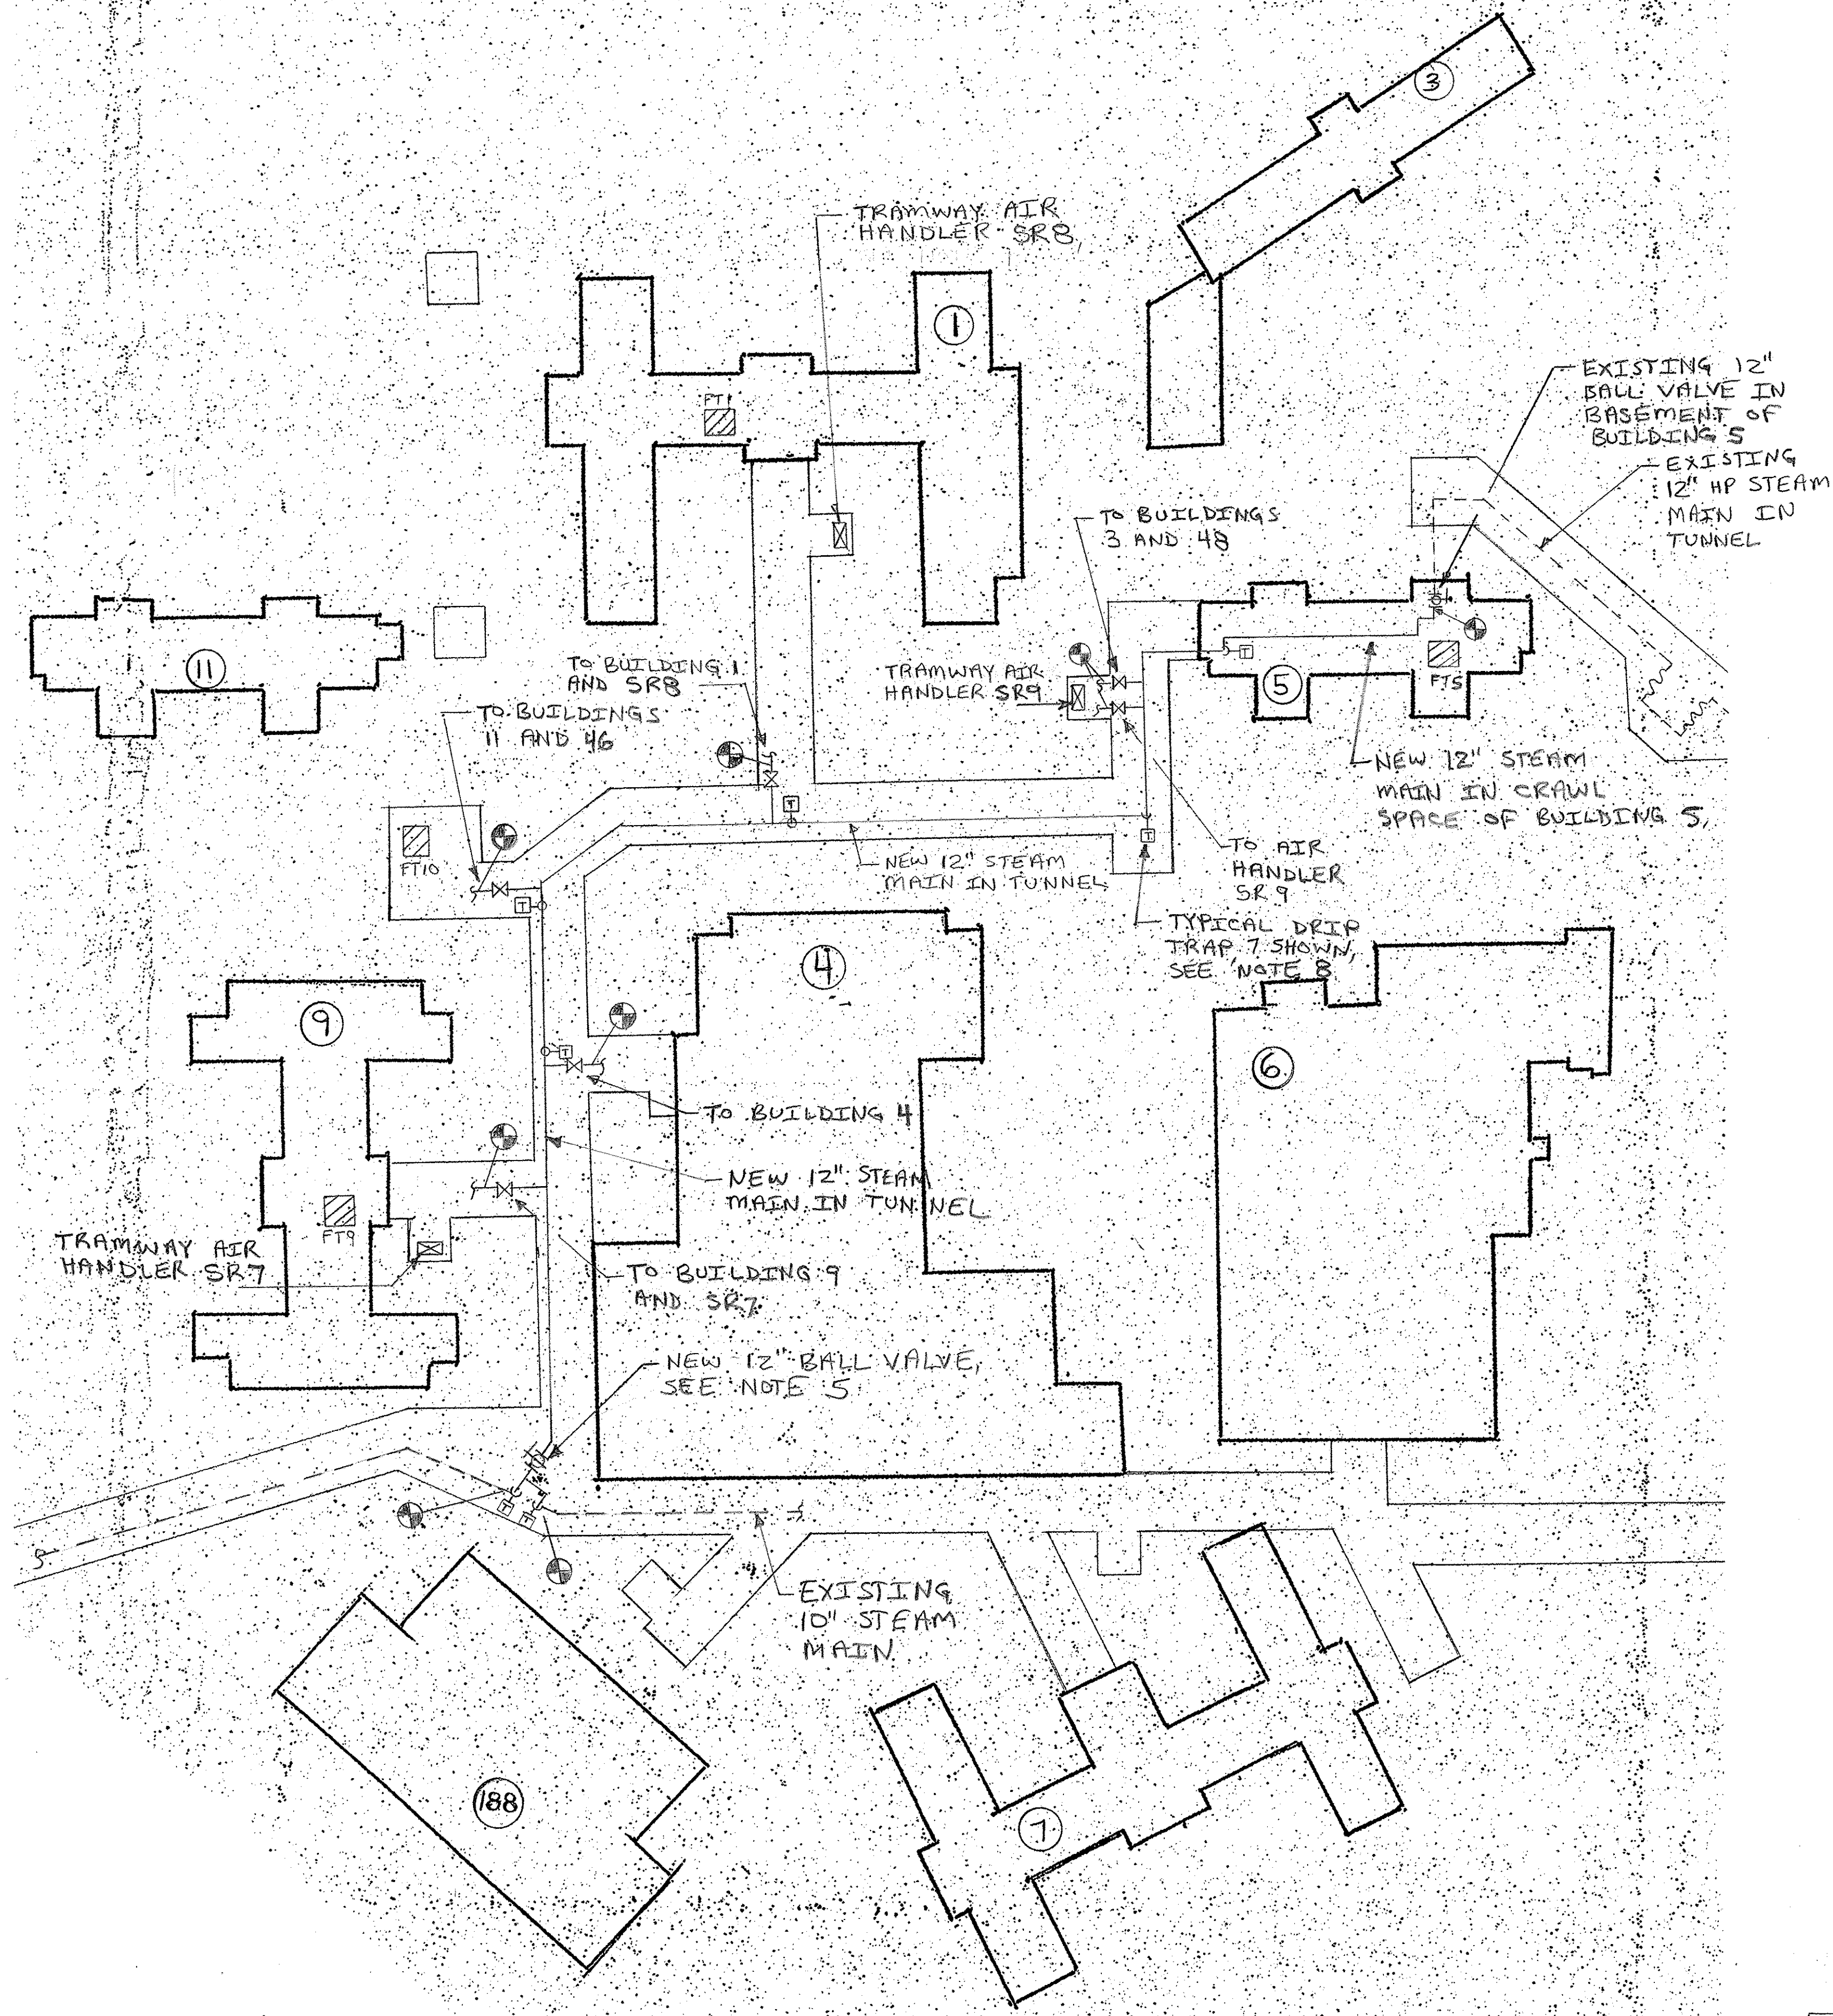 3
TRAMWAY AIR
HANDLER SR8,
1
FT1
EXISTING 12"
BALL VALVE IN
BASEMENT OF
BUILDING 5
EXISTING
12" HP STEAM
MAIN IN
TUNNEL
TO BUILDINGS
3 AND 48
11
TO BUILDING 1
AND SR8
TRAMWAY AIR
HANDLER SR9
T
5
FT5
TO BUILDINGS
11 AND 46
NEW 12" STEAM
MAIN IN CRAWL
SPACE OF BUILDING 5,
T
T
FT10
NEW 12" STEAM
MAIN IN TUNNEL
TO AIR
HANDLER
SR 9
T
TYPICAL DRIP
TRAP 7 SHOWN,
SEE NOTE 8
4
9
T
6
TO BUILDING 4
NEW 12" STEAM
MAIN IN TUNNEL
FT9
TRAMWAY AIR
HANDLER SR7
TO BUILDING 9
AND SR7
NEW 12" BALL VALVE,
SEE NOTE 5
T
T
EXISTING
10" STEAM
MAIN
188
7